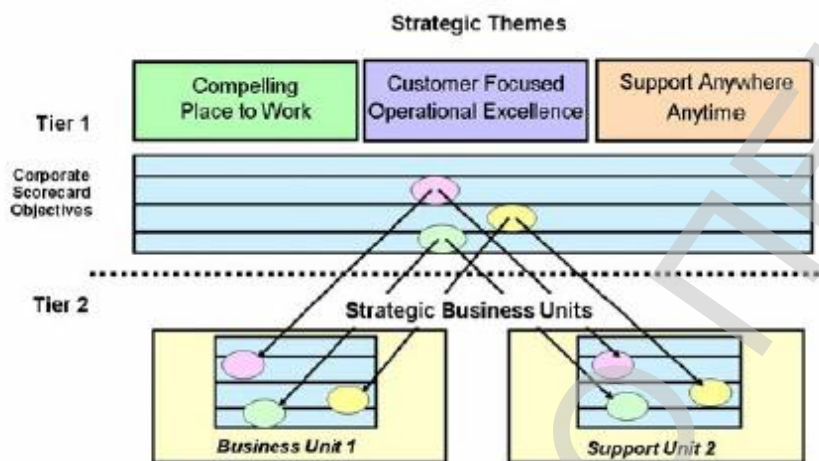 Strategic Themes
Compelling
Place to Work
Customer Focused
Operational Excellence
Support Anywhere
Anytime
Tier 1
Corporate
Scorecard
Objectives
Tier 2
Strategic Business Units
Business Unit 1
Support Unit 2